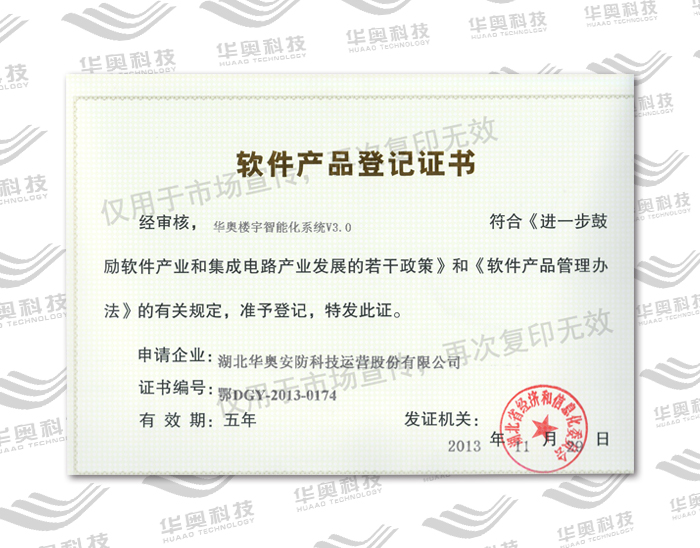 软件产品登记证书
经审核，华奥楼宇智能化系统V3.0 符合《进一步鼓
励软件产业和集成电路产业发展的若干政策》和《软件产品管理办
法》的有关规定，准予登记，特发此证。
申请企业：湖北华奥安防科技运营股份有限公司
证书编号：鄂DGY-2013-0174
有效期：五年 发证机关：
湖北省经济和信息化委员会
2013 年 11 月 29 日
仅用于市场宣传，再次复印无效
仅用于市场宣传，再次复印无效
华奥科技
HUAAO TECHNOLOGY